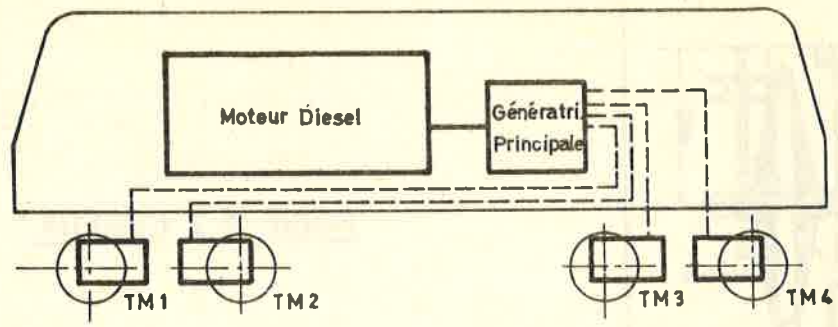 Moteur Diesel
Génératri.
Principale
TM1
TM2
TM3
TM4